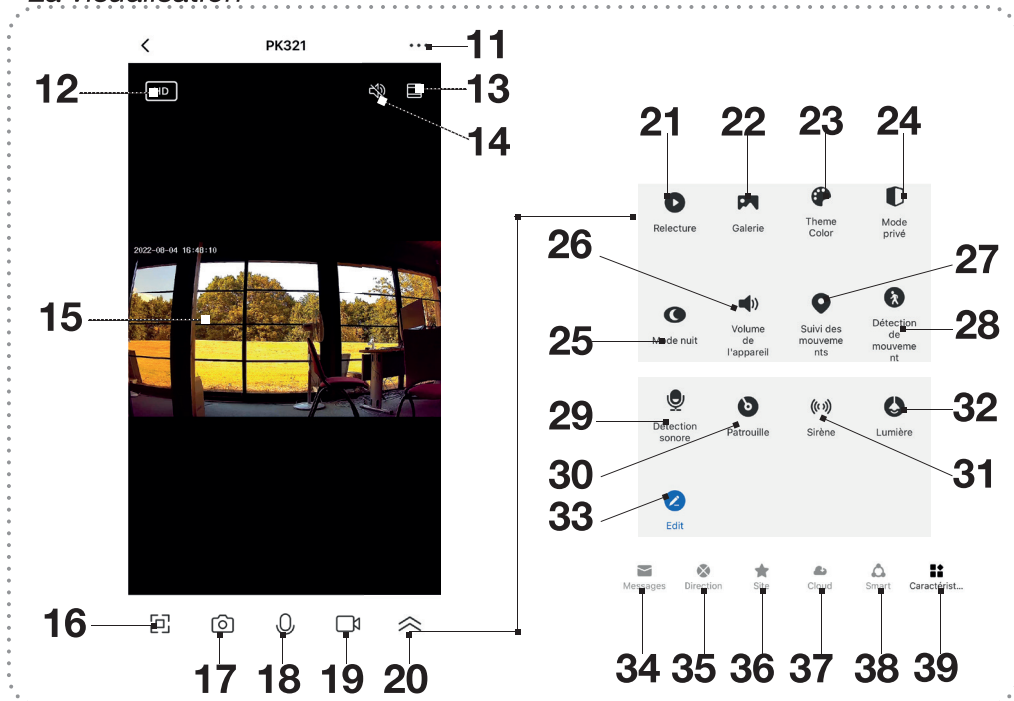 La visualisation
PK321
11
12
HD
13
14
2022-08-04 16:48:10
15
16
17
18
19
20
21
22
23
24
Relecture
Galerie
Theme
Color
Mode
privé
26
27
25
Mode nuit
Volume
de
l'appareil
Suivi des
mouveme
nts
Détection
de
mouveme
nt
28
29
Détection
sonore
Patrouille
Sirène
Lumière
32
30
31
33
Edit
Messages
Direction
Site
Cloud
Smart
Caractérist...
34
35
36
37
38
39